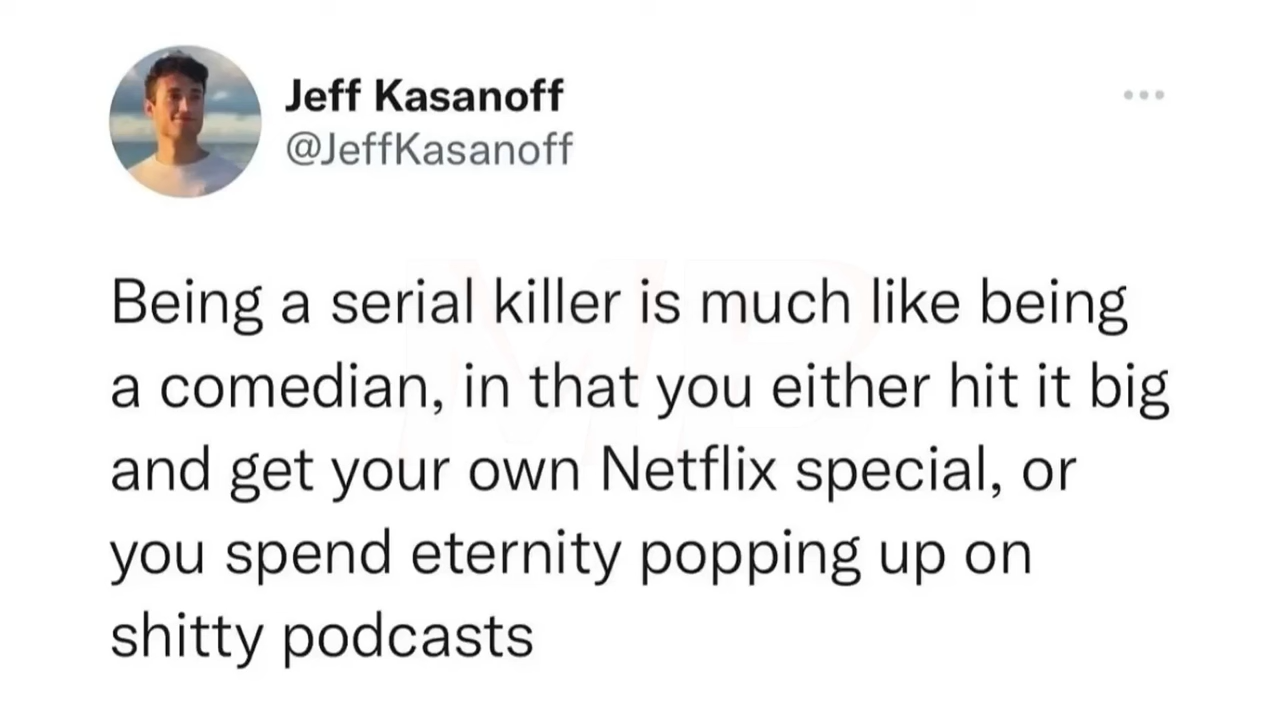 Jeff Kasanoff
@JeffKasanoff
Being a serial killer is much like being
a comedian, in that you either hit it big
and get your own Netflix special, or
you spend eternity popping up on
shitty podcasts